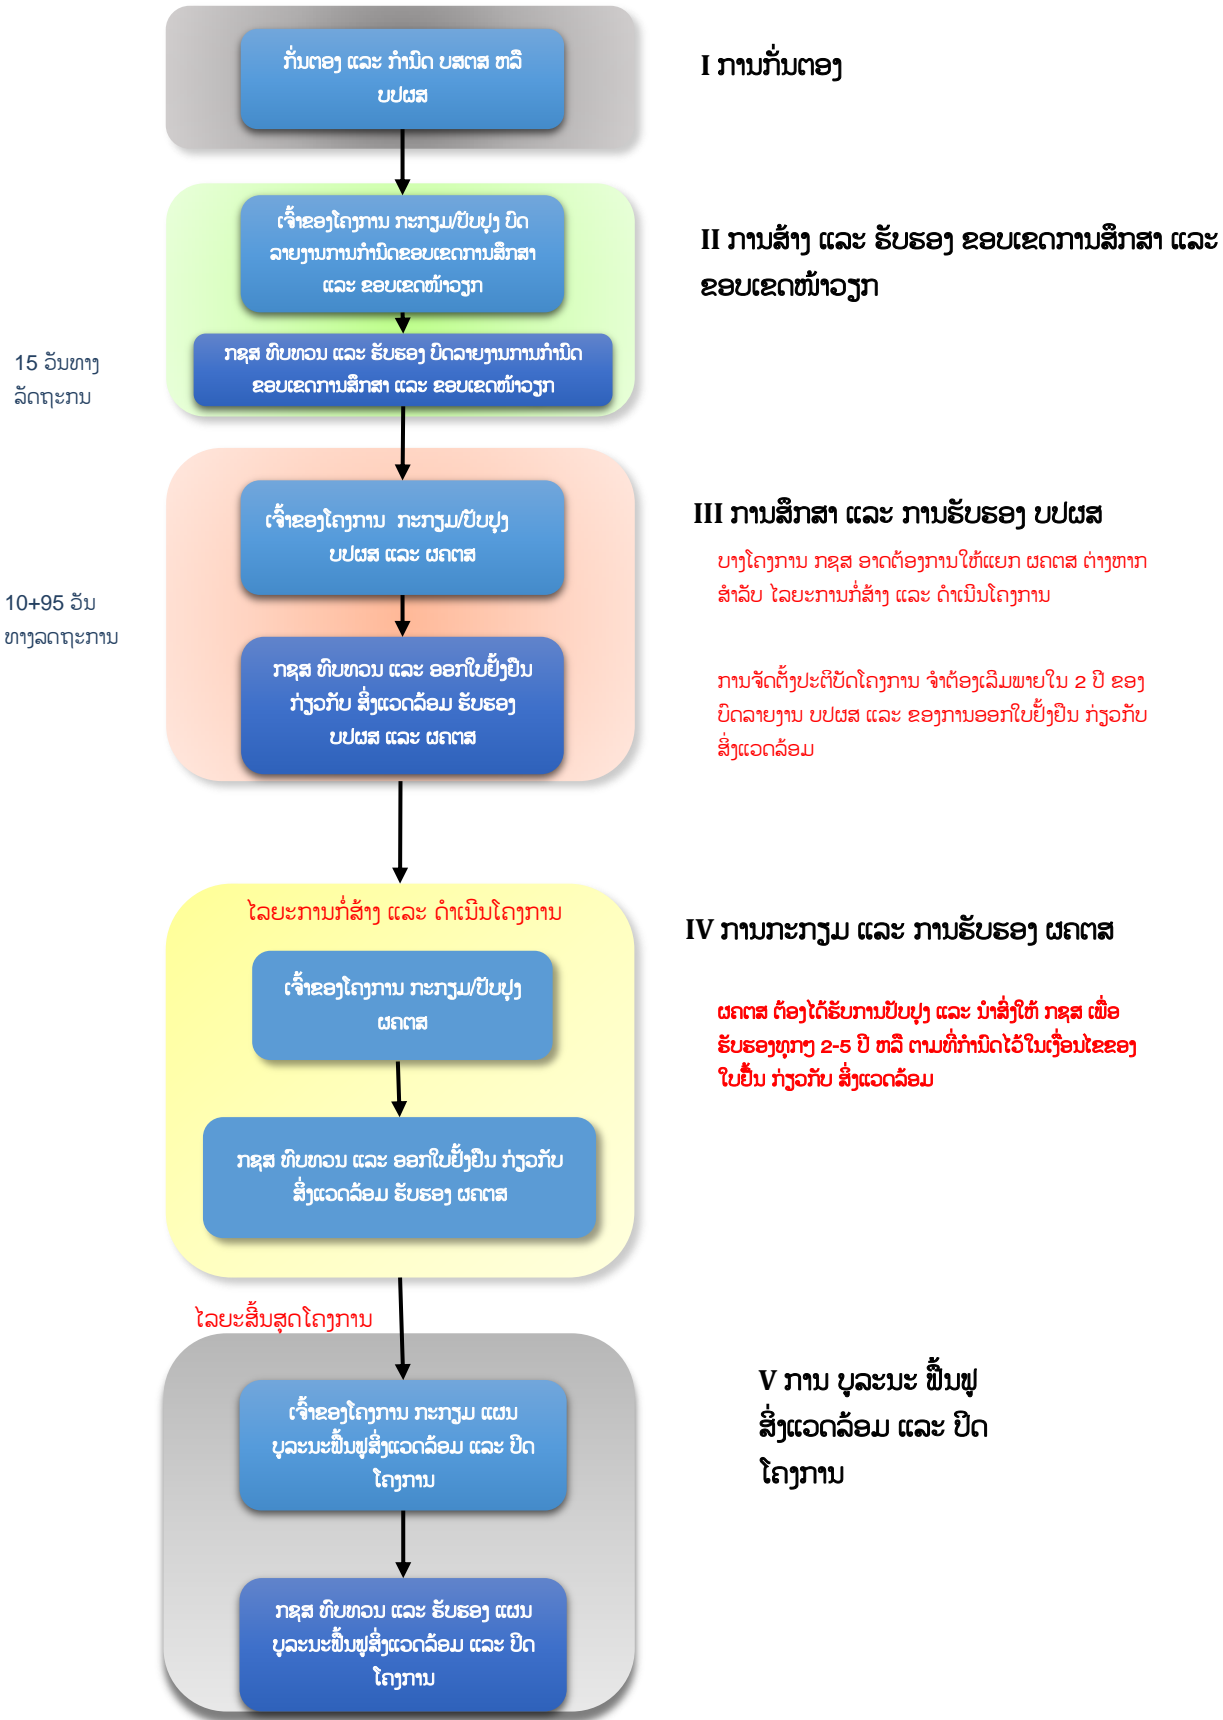 ກັ່ນຕອງ ແລະ ກຳນົດ ບສຕສ ຫລື
ບປຜສ
I ການກັ່ນຕອງ
ເຈົ້າຂອງໂຄງການ ກະກຽມ/ປັບປຸງ ບົດ
ລາຍງານການກຳນົດຂອບເຂດການສຶກສາ
ແລະ ຂອບເຂດໜ້າວຽກ
II ການສ້າງ ແລະ ຮັບຮອງ ຂອບເຂດການສຶກສາ ແລະ
ຂອບເຂດໜ້າວຽກ
ກຊສ ທົບທວນ ແລະ ຮັບຮອງ ບົດລາຍງານການກຳນົດ
ຂອບເຂດການສຶກສາ ແລະ ຂອບເຂດໜ້າວຽກ
15 ວັນທາງ
ລັດຖະກນ
ເຈົ້າຂອງໂຄງການ ກະກຽມ/ປັບປຸງ
ບປຜສ ແລະ ຜຄຕສ
III ການສຶກສາ ແລະ ການຮັບຮອງ ບປຜສ
ບາງໂຄງການ ກຊສ ອາດຕ້ອງການໃຫ້ແຍກ ຜຄຕສ ຕ່າງຫາກ
ສຳລັບ ໄລຍະການກໍ່ສ້າງ ແລະ ດຳເນີນໂຄງການ
10+95 ວັນ
ທາງລດຖະການ
ກຊສ ທົບທວນ ແລະ ອອກໃບຢັ້ງຢືນ
ກ່ຽວກັບ ສິ່ງແວດລ້ອມ ຮັບຮອງ
ບປຜສ ແລະ ຜຄຕສ
ການຈັດຕັ້ງປະຕິບັດໂຄງການ ຈຳຕ້ອງເລີມພາຍໃນ 2 ປີ ຂອງ
ບົດລາຍງານ ບປຜສ ແລະ ຂອງການອອກໃບຢັ້ງຢືນ ກ່ຽວກັບ
ສິ່ງແວດລ້ອມ
ໄລຍະການກໍ່ສ້າງ ແລະ ດຳເນີນໂຄງການ
IV ການກະກຽມ ແລະ ການຮັບຮອງ ຜຄຕສ
ເຈົ້າຂອງໂຄງການ ກະກຽມ/ປັບປຸງ
ຜຄຕສ
ຜຄຕສ ຕ້ອງໄດ້ຮັບການປັບປຸງ ແລະ ນຳສົ່ງໃຫ້ ກຊສ ເພື່ອ
ຮັບຮອງທຸກໆ 2-5 ປີ ຫລື ຕາມທີ່ກຳນົດໄວ້ໃນເງື່ອນໄຂຂອງ
ໃບຢັ້ນ ກ່ຽວກັບ ສິ່ງແວດລ້ອມ
ກຊສ ທົບທວນ ແລະ ອອກໃບຢັ້ງຢືນ ກ່ຽວກັບ
ສິ່ງແວດລ້ອມ ຮັບຮອງ ຜຄຕສ
ໄລຍະສິ້ນສຸດໂຄງການ
ເຈົ້າຂອງໂຄງການ ກະກຽມ ແຜນ
ບູລະນະຟື້ນຟູສິ່ງແວດລ້ອມ ແລະ ປິດ
ໂຄງການ
V ການ ບູລະນະ ຟື້ນຟູ
ສິ່ງແວດລ້ອມ ແລະ ປິດ
ໂຄງການ
ກຊສ ທົບທວນ ແລະ ຮັບຮອງ ແຜນ
ບູລະນະຟື້ນຟູສິ່ງແວດລ້ອມ ແລະ ປິດ
ໂຄງການ